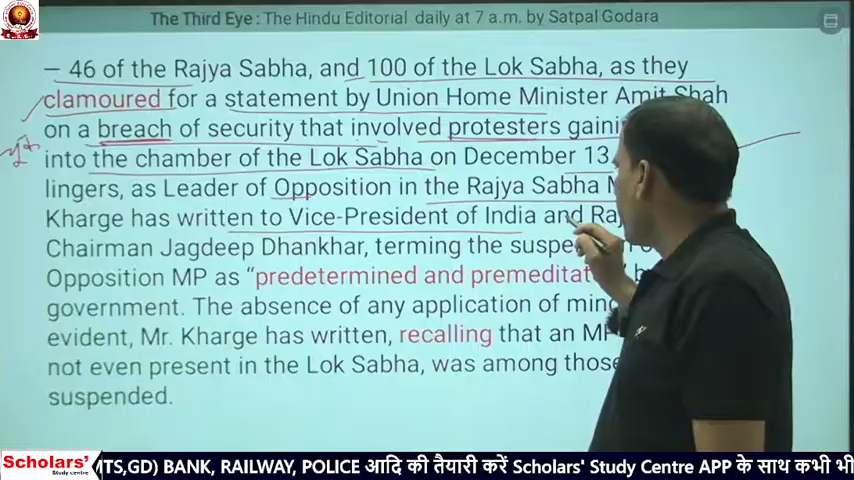 The Third Eye : The Hindu Editorial daily at 7 a.m. by Satpal Godara
– 46 of the Rajya Sabha, and 100 of the Lok Sabha, as they
clamoured for a statement by Union Home Minister Amit Shah
on a breach of security that involved protesters
into the chamber of the Lok Sabha on December 13.
lingers, as Leader of Opposition in the Rajya Sabha
Kharge has written to Vice-President of India and
Chairman Jagdeep Dhankhar, terming the
Opposition MP as “predetermined and
government. The absence of any application of
evident, Mr. Kharge has written, recalling that an MP
not even present in the Lok Sabha, was among those
suspended.
Scholars'
Study centre
MTS,GD) BANK, RAILWAY, POLICE आदि की तैयारी करें Scholars' Study Centre APP के साथ कभी भी